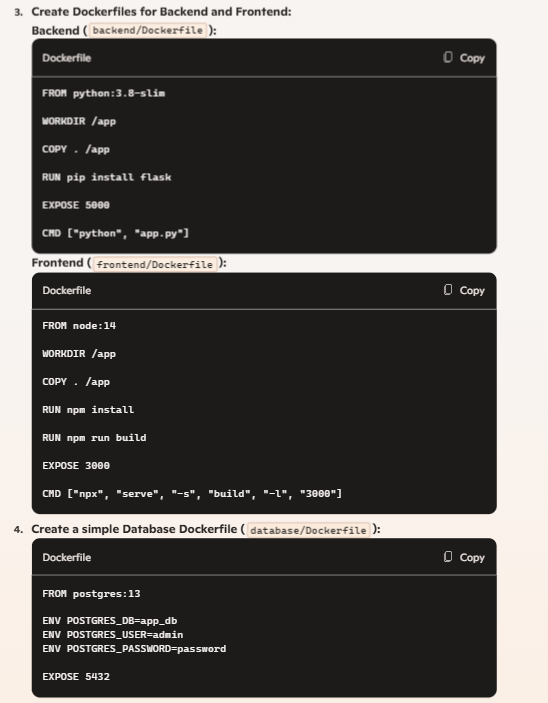 3. Create Dockerfiles for Backend and Frontend:
Backend ( backend/Dockerfile ):
Dockerfile Copy
FROM python:3.8-slim
WORKDIR /app
COPY . /app
RUN pip install flask
EXPOSE 5000
CMD ["python", "app.py"]
Frontend ( frontend/Dockerfile ):
Dockerfile Copy
FROM node:14
WORKDIR /app
COPY . /app
RUN npm install
RUN npm run build
EXPOSE 3000
CMD ["npx", "serve", "-s", "build", "-l", "3000"]
4. Create a simple Database Dockerfile ( database/Dockerfile ):
Dockerfile Copy
FROM postgres:13
ENV POSTGRES_DB=app_db
ENV POSTGRES_USER=admin
ENV POSTGRES_PASSWORD=password
EXPOSE 5432